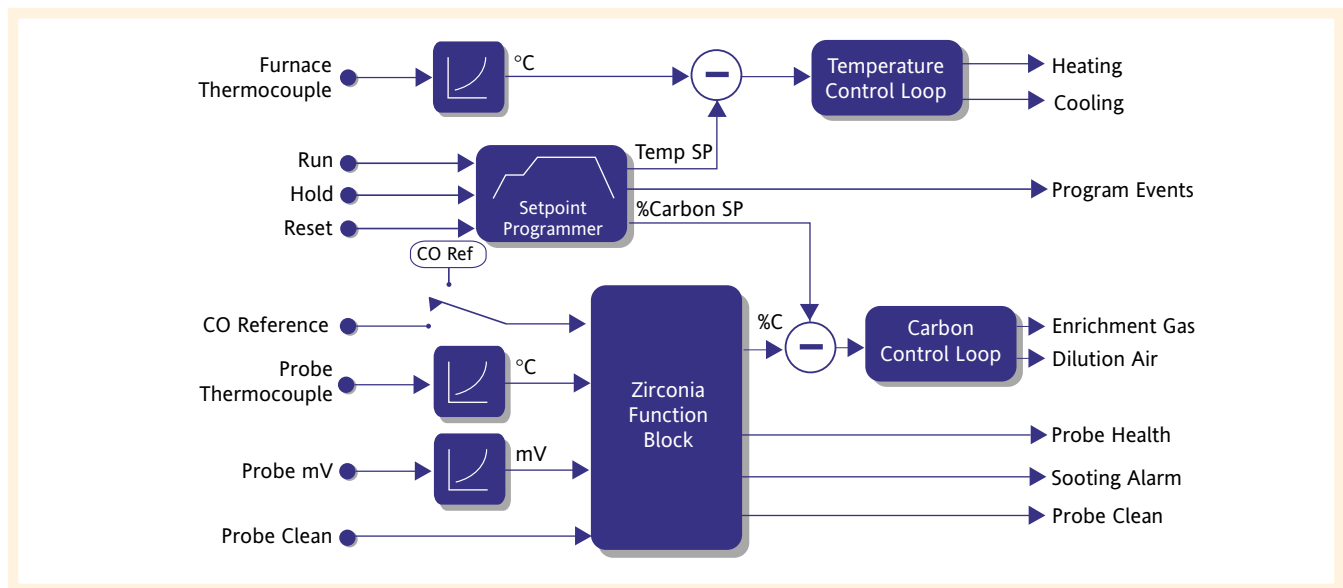 Furnace
Thermocouple
°C
Temperature
Control Loop
Heating
Cooling
Run
Hold
Reset
Setpoint
Programmer
Temp SP
Program Events
%Carbon SP
CO Ref
CO Reference
Probe
Thermocouple
°C
Probe mV
mV
Probe Clean
Zirconia
Function
Block
%C
Carbon
Control Loop
Enrichment Gas
Dilution Air
Probe Health
Sooting Alarm
Probe Clean